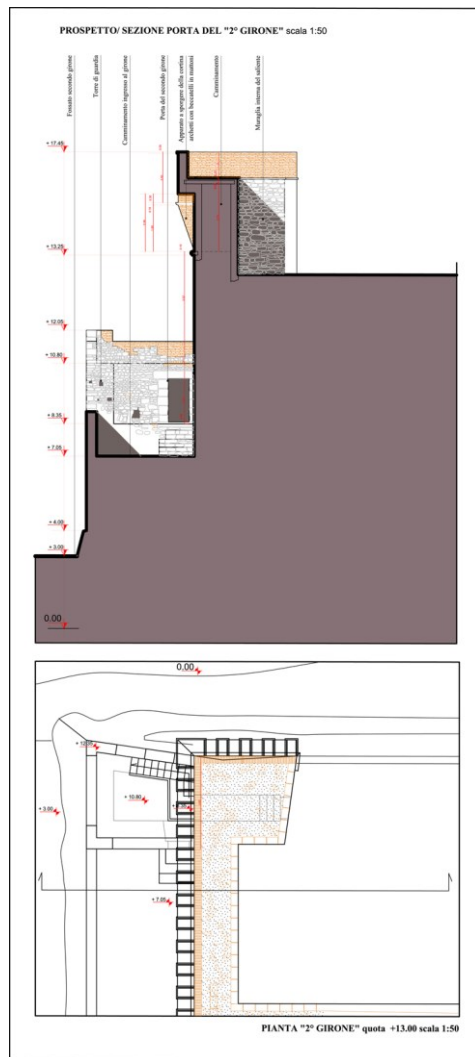 PROSPETTO/ SEZIONE PORTA DEL "2° GIRONE" scala 1:50
Fossato secondo girone
Torre di guardia
Camminamento ingresso al girone
Porta del secondo girone
Apparato a sporgere della cortina
archetti con beccatelli in mattoni
Camminamento
Muraglia interna del saliente
+ 17.45
+ 13.25
+ 12.05
+ 10.80
+ 8.35
+ 7.05
+ 4.00
+ 3.00
0.00
0.00
+ 10.80
+ 3.00
+ 7.05
PIANTA "2° GIRONE" quota +13.00 scala 1:50